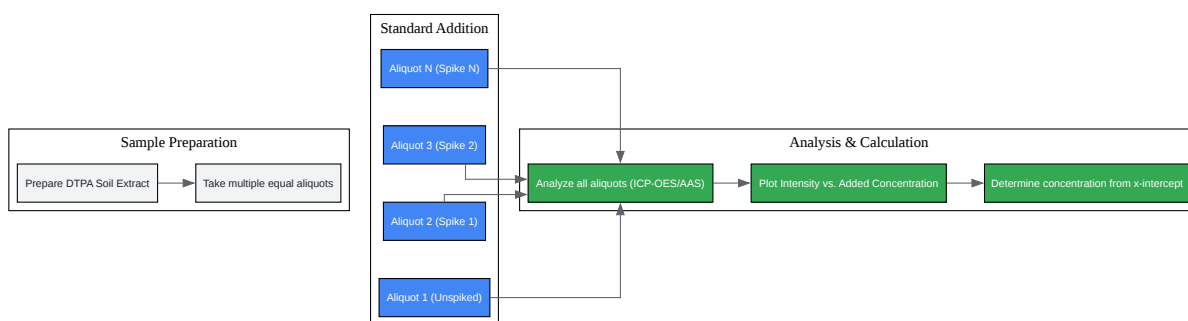 Sample Preparation
Prepare DTPA Soil Extract
Take multiple equal aliquots
Standard Addition
Aliquot N (Spike N)
Aliquot 3 (Spike 2)
Aliquot 2 (Spike 1)
Aliquot 1 (Unspiked)
Analysis & Calculation
Analyze all aliquots (ICP-OES/AAS)
Plot Intensity vs. Added Concentration
Determine concentration from x-intercept